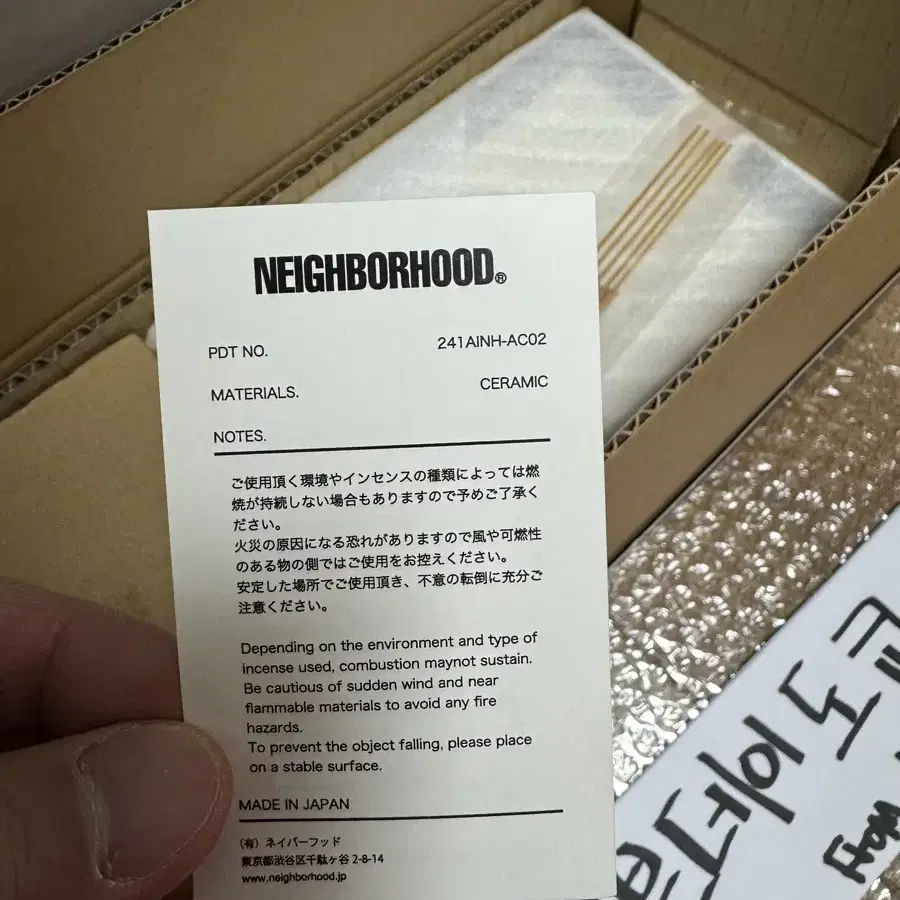 NEIGHBORHOOD®
PDT NO. 241AINH-AC02
MATERIALS. CERAMIC
NOTES.
ご使用頂く環境やインセンスの種類によっては燃
焼が持続しない場合もありますので予めご了承く
ださい。
火災の原因になる恐れがありますので風や可燃性
のある物の側ではご使用をお控えください。
安定した場所でご使用頂き、不意の転倒に充分ご
注意ください。
Depending on the environment and type of
incense used, combustion maynot sustain.
Be cautious of sudden wind and near
flammable materials to avoid any fire
hazards.
To prevent the object falling, please place
on a stable surface.
MADE IN JAPAN
(有) ネイバーフッド
東京都渋谷区千駄ヶ谷 2-8-14
www.neighborhood.jp